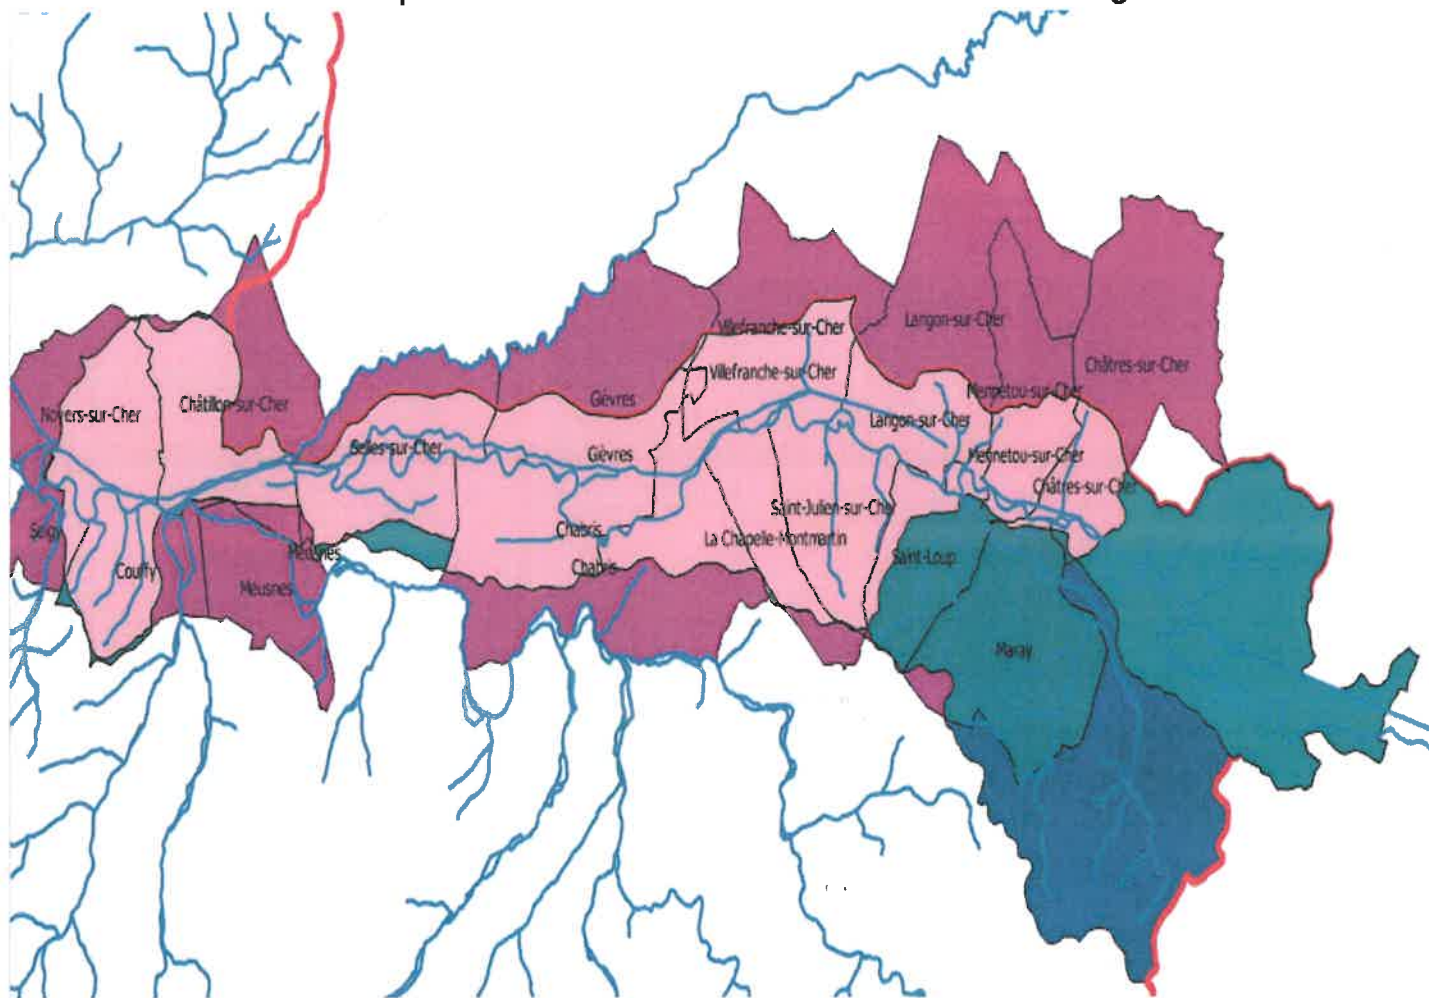 Villefranche-sur-Cher
Langon-sur-Cher
Châtres-sur-Cher
Villefranche-sur-Cher
Mennetou-sur-Cher
Gièvres
Noyers-sur-Cher
Châtillon-sur-Cher
Langon-sur-Cher
Selles-sur-Cher
Gièvres
Mennetou-sur-Cher
Châtres-sur-Cher
Saint-Julien-sur-Cher
Seigy
Chabris
La Chapelle-Montmartin
Meusnes
Saint-Loup
Couffy
Chabris
Meusnes
Maray